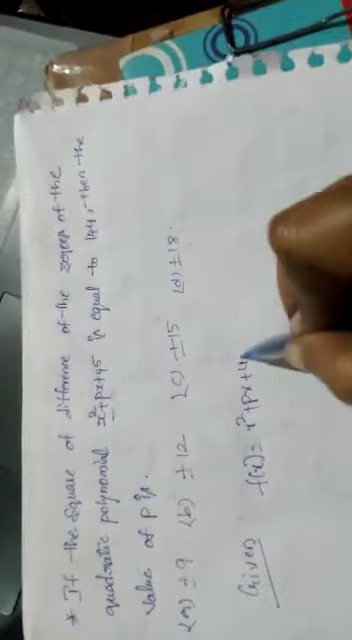 * If the square of difference of the zeroes of the
quadratic polynomial x²+px+45 is equal to 144, then the
value of P is.
(a) ±9 (b) ±12 (c) ±15 (d) ±18.
Given f(x) = x²+px+4